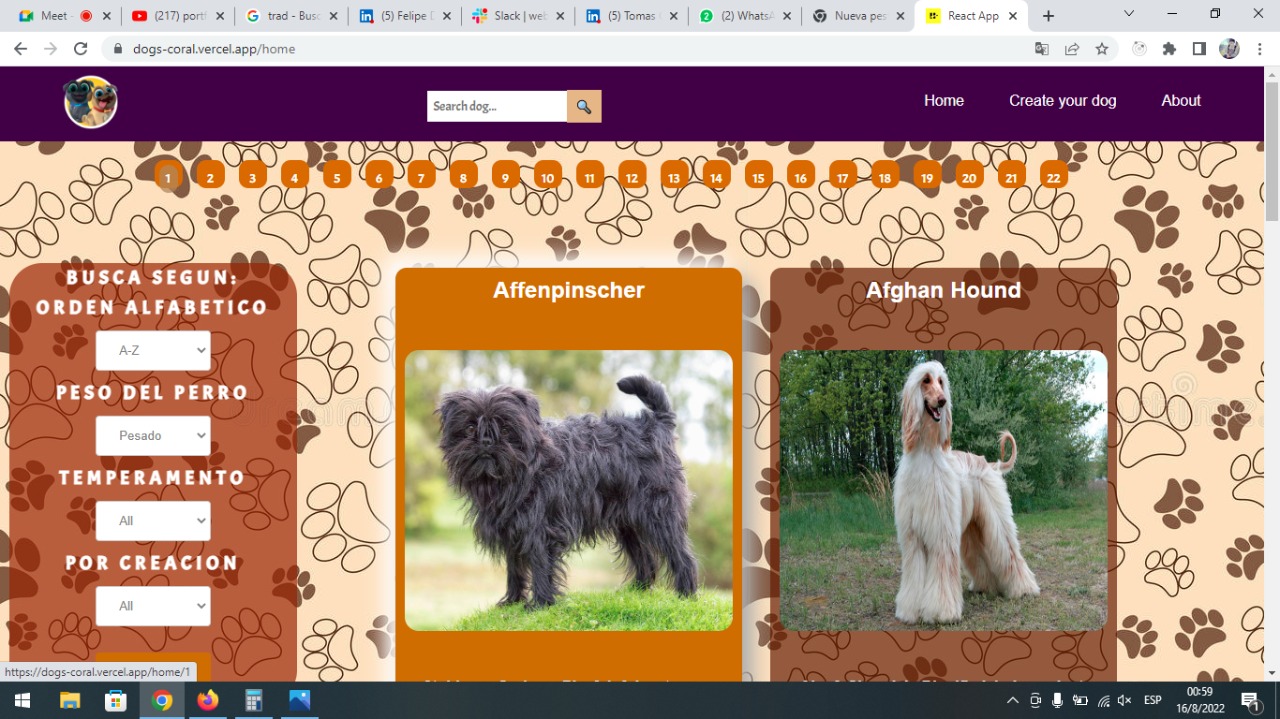 Meet -
(217) portf
trad - Busc
(5) Felipe D
Slack | web
(5) Tomas
(2) WhatsA
Nueva pes
React App
dogs-coral.vercel.app/home
Search dog...
Home
Create your dog
About
1 2 3 4 5 6 7 8 9 10 11 12 13 14 15 16 17 18 19 20 21 22
BUSCA SEGUN:
ORDEN ALFABETICO
A-Z
PESO DEL PERRO
Pesado
TEMPERAMENTO
All
POR CREACION
All
Affenpinscher
Afghan Hound
https://dogs-coral.vercel.app/home/1
ESP
00:59
16/8/2022
1